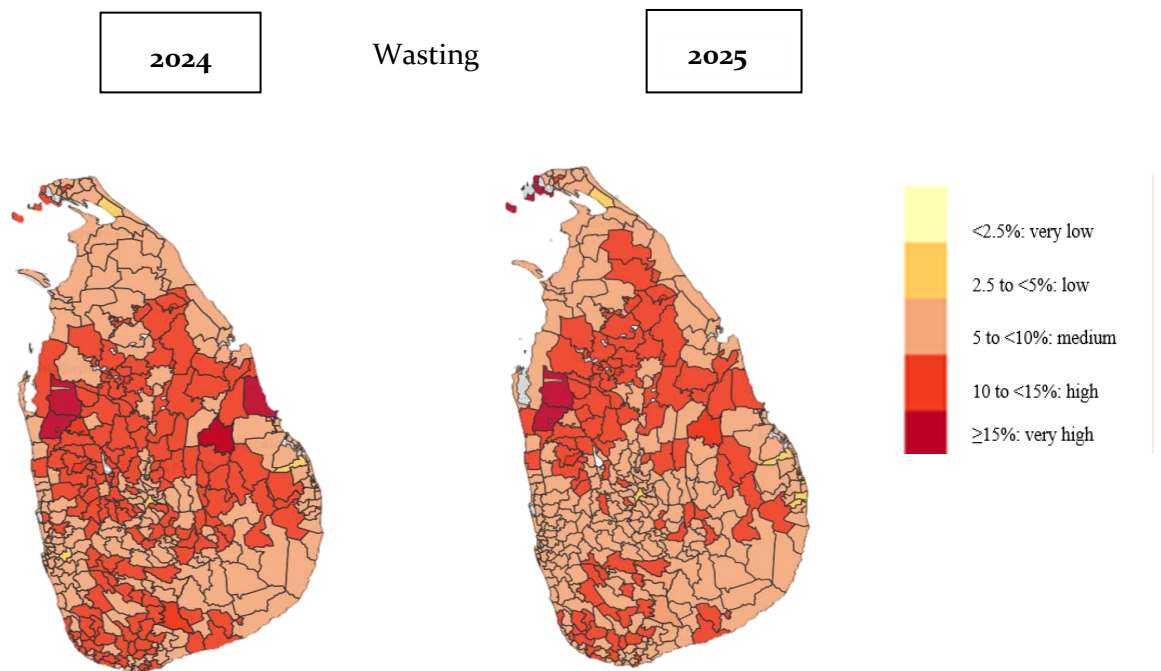 2024 Wasting 2025
<2.5%: very low
2.5 to <5%: low
5 to <10%: medium
10 to <15%: high
≥15%: very high